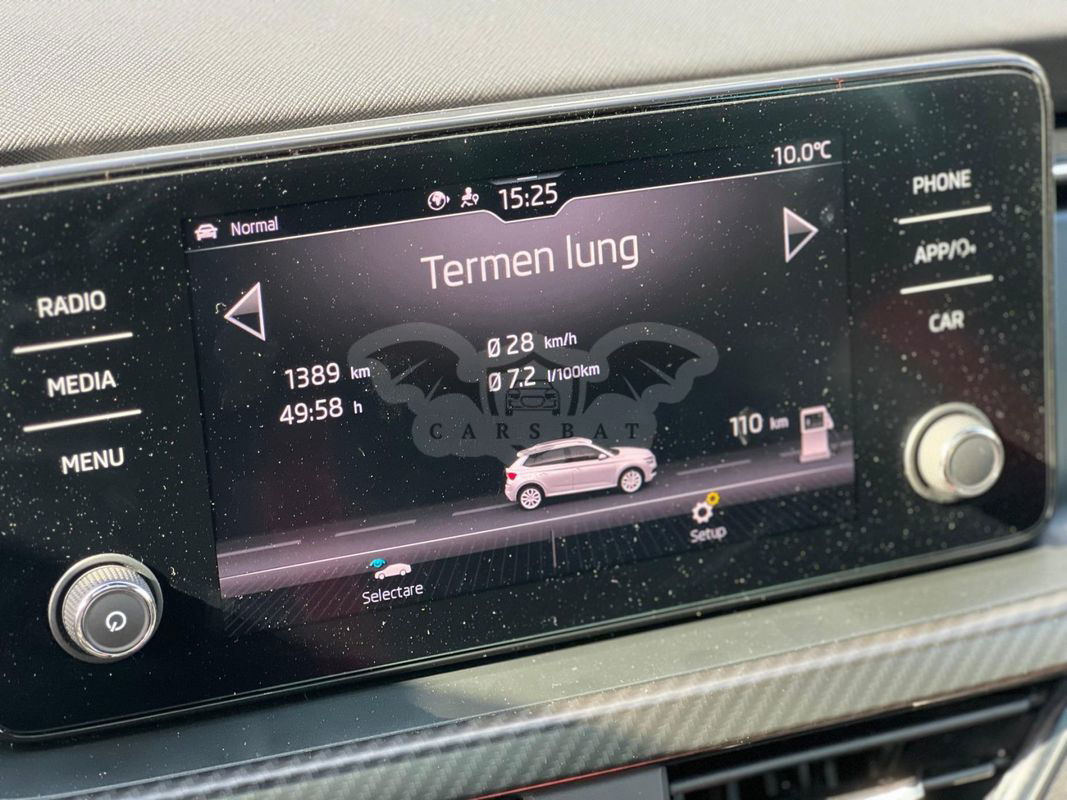 10.0°C
15:25
Normal
Termen lung
1389 km
49:58 h
Ø 28 km/h
Ø 7.2 l/100km
110 km
Setup
Selectare
RADIO
MEDIA
MENU
PHONE
APP/
CAR
CARSBAT